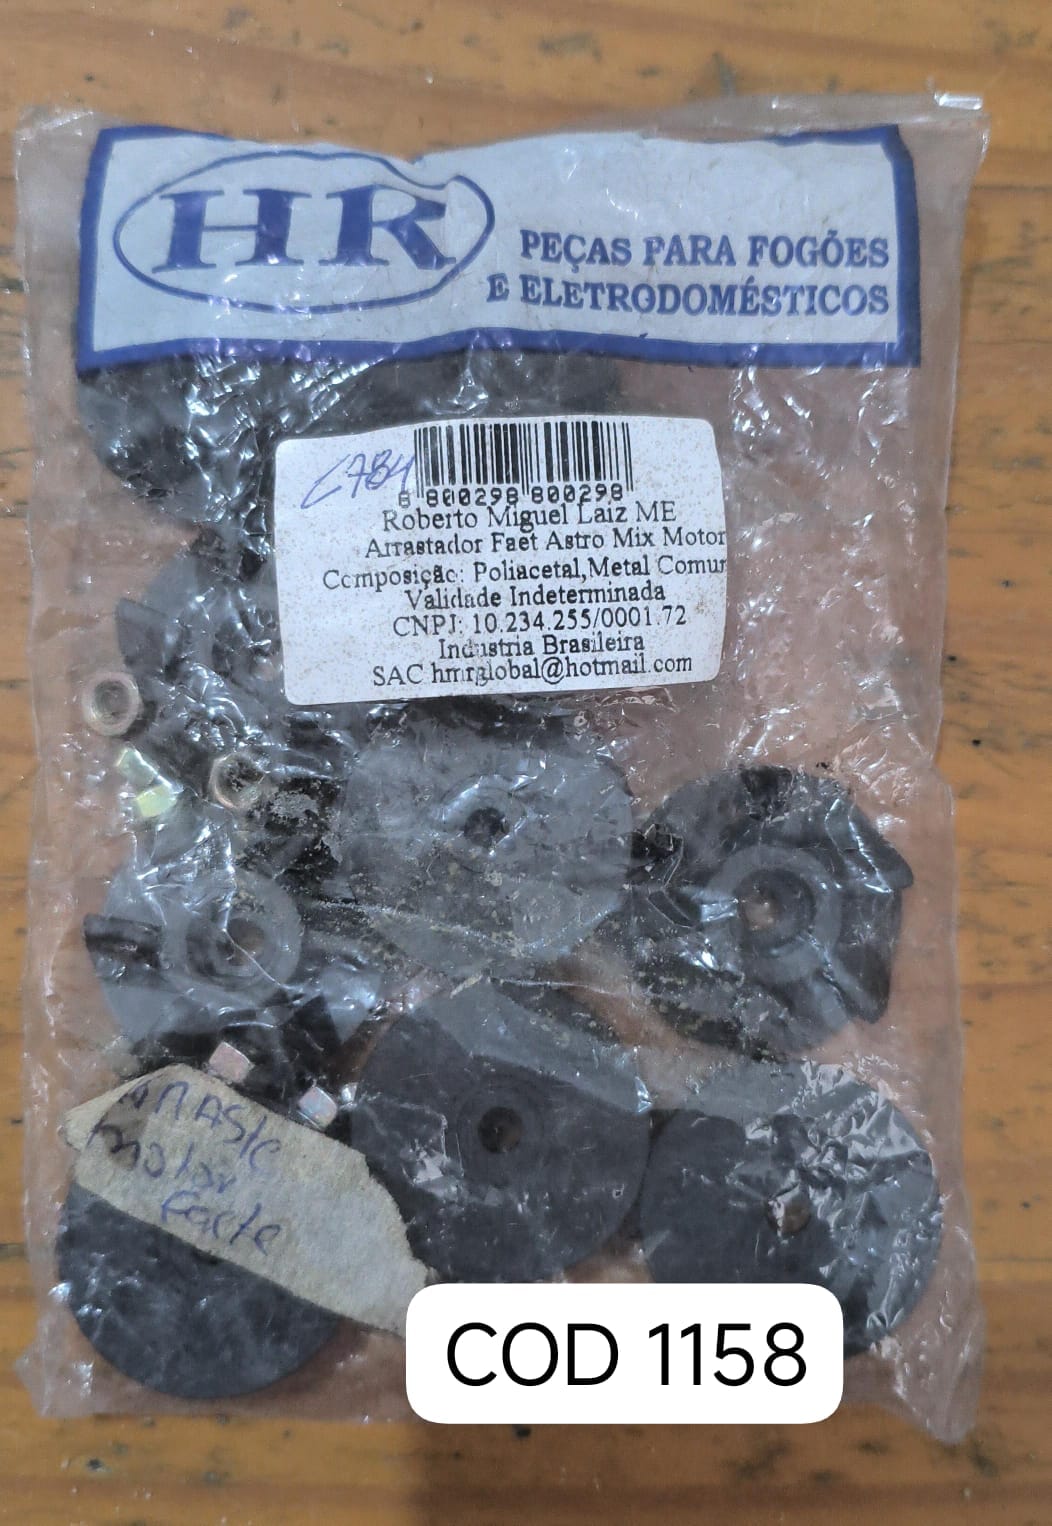 HR
PEÇAS PARA FOGÕES
E ELETRODOMÉSTICOS
C784
8 800298 800298
Roberto Miguel Laiz ME
Arrastador Faet Astro Mix Motor
Composição: Poliacetal,Metal Comum
Validade Indeterminada
CNPJ: 10.234.255/0001.72
Industria Brasileira
SAC hmrglobal@hotmail.com
motor
Faete
COD 1158